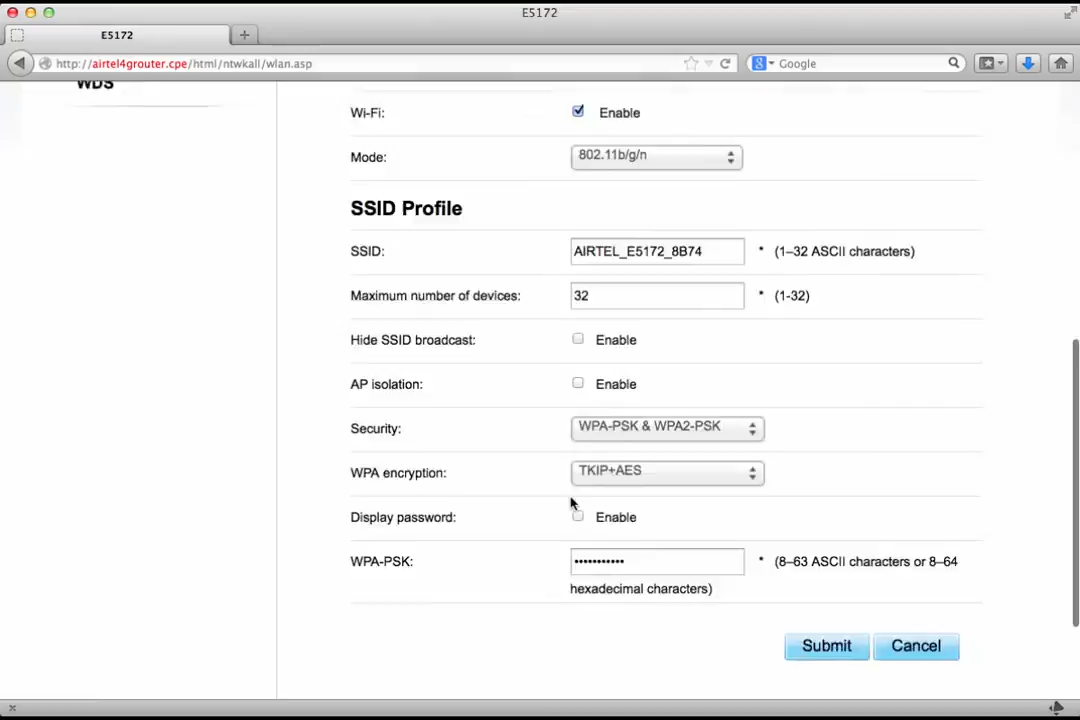 E5172
E5172
http://airtel4grouter.cpe/html/ntwkall/wlan.asp
Google
WDS
Wi-Fi: Enable
Mode: 802.11b/g/n
SSID Profile
SSID: AIRTEL_E5172_8B74 * (1–32 ASCII characters)
Maximum number of devices: 32 * (1-32)
Hide SSID broadcast: Enable
AP isolation: Enable
Security: WPA-PSK & WPA2-PSK
WPA encryption: TKIP+AES
Display password: Enable
WPA-PSK: ••••••••••• * (8–63 ASCII characters or 8–64
hexadecimal characters)
Submit Cancel